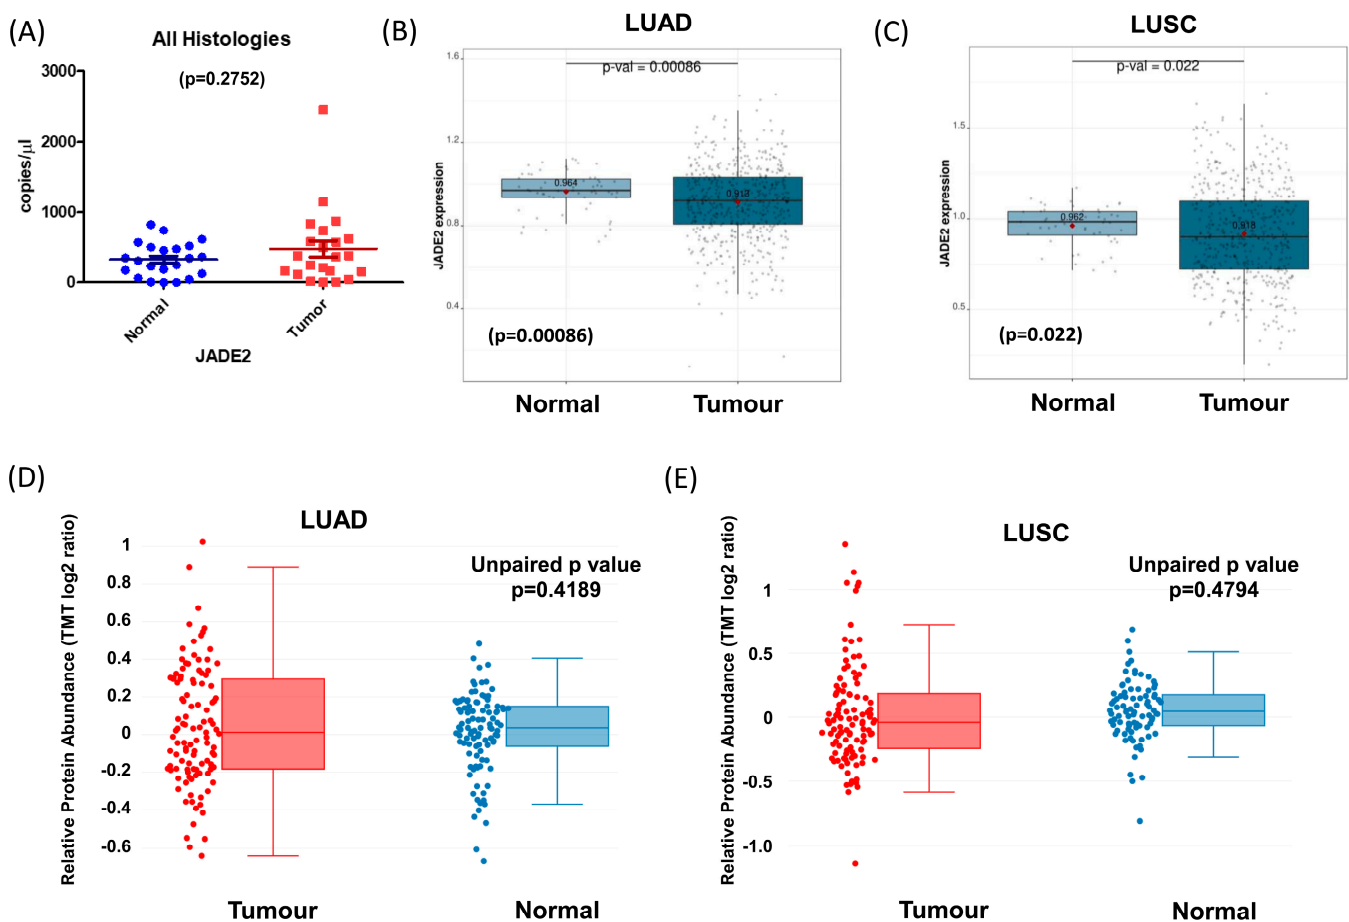 (A)
All Histologies
(p=0.2752)
copies/µl
3000
2000
1000
0
Normal
Tumor
JADE2
(B)
LUAD
p-val = 0.00086
JADE2 expression
1.6
1.2
0.8
0.4
0.964
0.913
(p=0.00086)
Normal
Tumour
(C)
LUSC
p-val = 0.022
JADE2 expression
1.5
1.0
0.5
0.962
0.918
(p=0.022)
Normal
Tumour
(D)
LUAD
Relative Protein Abundance (TMT log2 ratio)
Unpaired p value
p=0.4189
1
0.8
0.6
0.4
0.2
0
-0.2
-0.4
-0.6
Tumour
Normal
(E)
LUSC
Relative Protein Abundance (TMT log2 ratio)
Unpaired p value
p=0.4794
1
0.5
0
-0.5
-1.0
Tumour
Normal